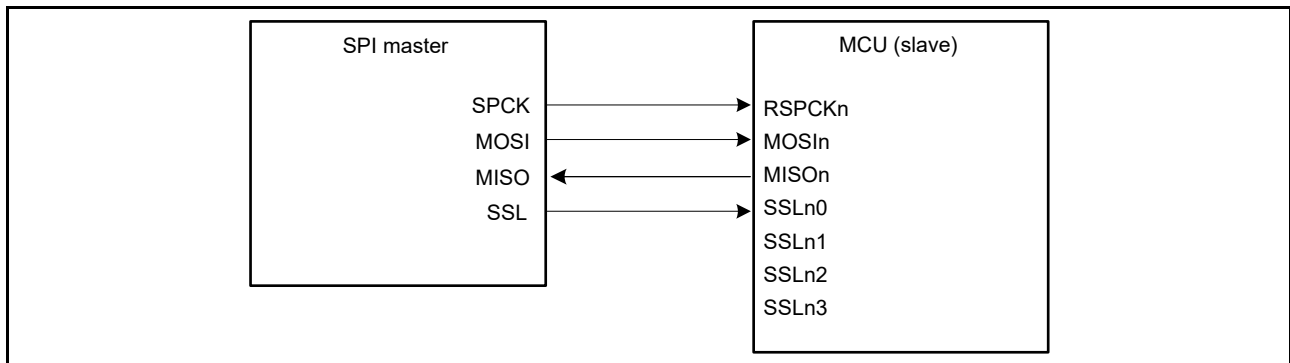 SPI master
SPCK
MOSI
MISO
SSL
MCU (slave)
RSPCKn
MOSIn
MISOn
SSLn0
SSLn1
SSLn2
SSLn3